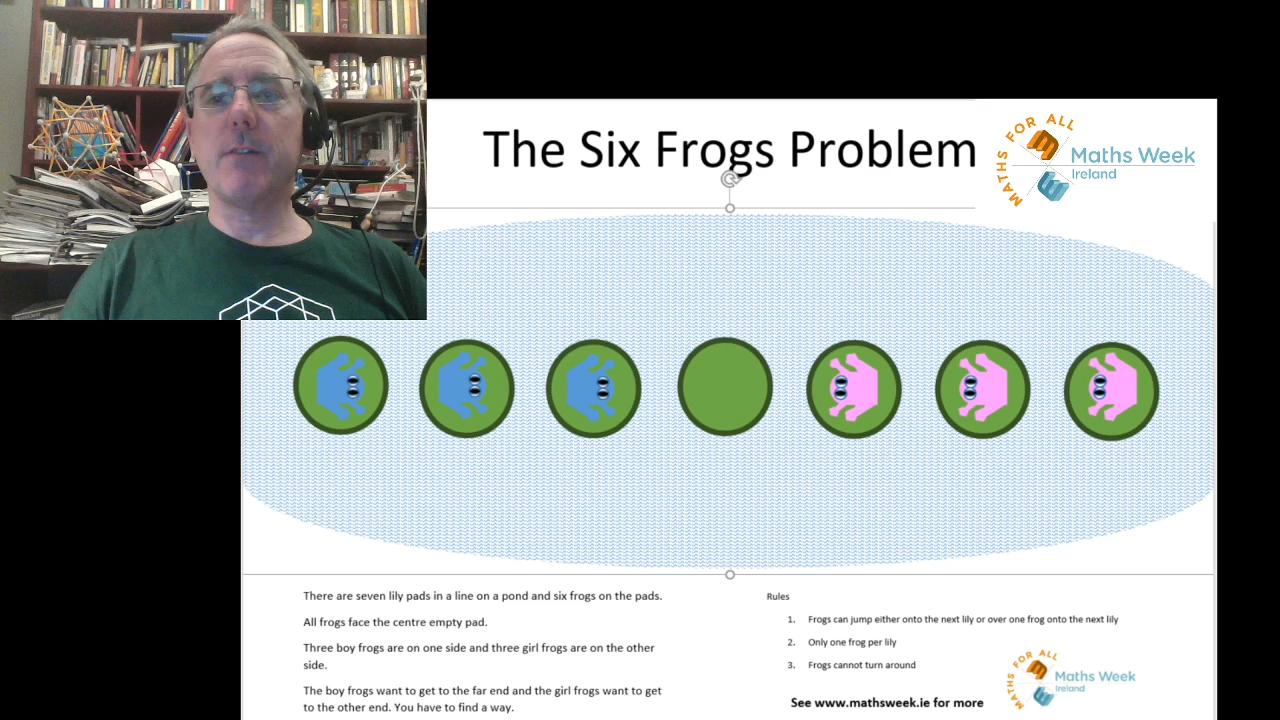 The Six Frogs Problem
MATHS FOR ALL
Maths Week
Ireland
There are seven lily pads in a line on a pond and six frogs on the pads.
All frogs face the centre empty pad.
Three boy frogs are on one side and three girl frogs are on the other
side.
The boy frogs want to get to the far end and the girl frogs want to get
to the other end. You have to find a way.
Rules
1. Frogs can jump either onto the next lily or over one frog onto the next lily
2. Only one frog per lily
3. Frogs cannot turn around
MATHS FOR ALL
Maths Week
Ireland
See www.mathsweek.ie for more